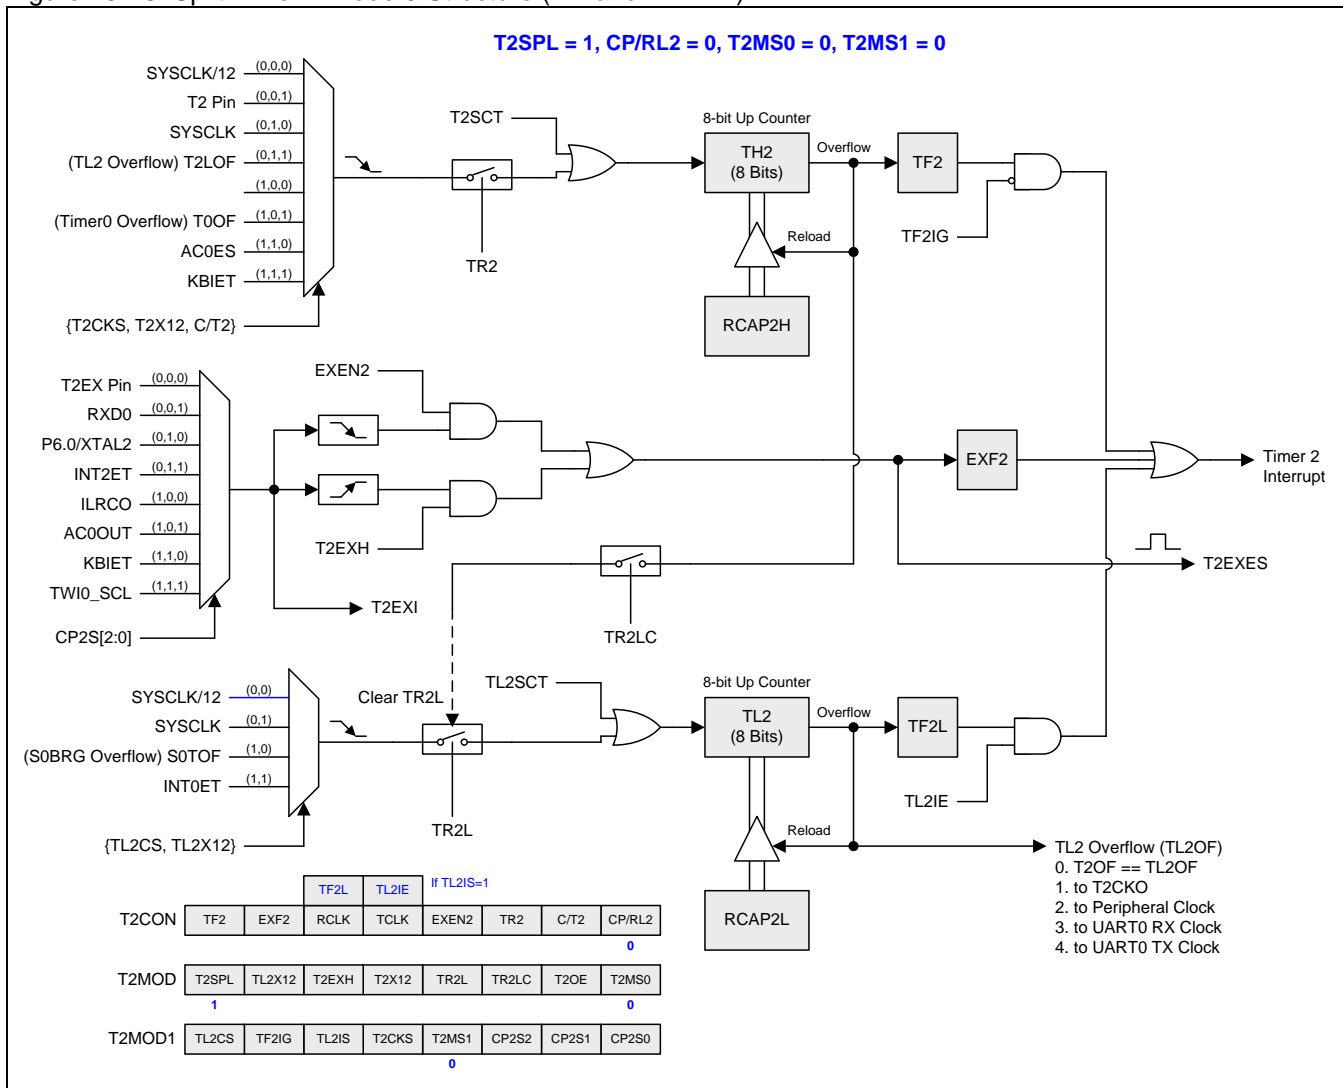 T2SPL = 1, CP/RL2 = 0, T2MS0 = 0, T2MS1 = 0
SYSCLK/12 (0,0,0)
T2 Pin (0,0,1)
SYSCLK (0,1,0)
(TL2 Overflow) T2LOF (0,1,1)
(1,0,0)
(Timer0 Overflow) T0OF (1,0,1)
AC0ES (1,1,0)
KBIET (1,1,1)
{T2CKS, T2X12, C/T2}
TR2
T2SCT
8-bit Up Counter
TH2
(8 Bits)
Overflow
Reload
RCAP2H
TF2
TF2IG
T2EX Pin (0,0,0)
RXD0 (0,0,1)
P6.0/XTAL2 (0,1,0)
INT2ET (0,1,1)
ILRCO (1,0,0)
AC0OUT (1,0,1)
KBIET (1,1,0)
TWI0_SCL (1,1,1)
CP2S[2:0]
EXEN2
T2EXH
T2EXI
EXF2
Timer 2
Interrupt
T2EXES
TR2LC
SYSCLK/12 (0,0)
SYSCLK (0,1)
(S0BRG Overflow) S0TOF (1,0)
INT0ET (1,1)
{TL2CS, TL2X12}
Clear TR2L
TR2L
TL2SCT
8-bit Up Counter
TL2
(8 Bits)
Overflow
Reload
RCAP2L
TF2L
TL2IE
TL2 Overflow (TL2OF)
0. T2OF == TL2OF
1. to T2CKO
2. to Peripheral Clock
3. to UART0 RX Clock
4. to UART0 TX Clock
TF2L TL2IE If TL2IS=1
T2CON TF2 EXF2 RCLK TCLK EXEN2 TR2 C/T2 CP/RL2
0
T2MOD T2SPL TL2X12 T2EXH T2X12 TR2L TR2LC T2OE T2MS0
1 0
T2MOD1 TL2CS TF2IG TL2IS T2CKS T2MS1 CP2S2 CP2S1 CP2S0
0